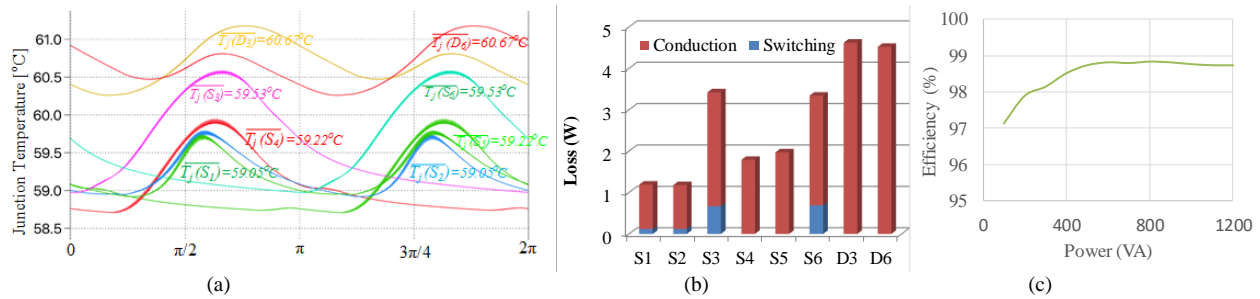 Junction Temperature [°C]
61.0
60.5
60.0
59.5
59.0
58.5
0
π/2
π
3π/4
2π
Tj (D3)=60.67°C
Tj (D6)=60.67°C
Tj (S3)=59.53°C
Tj (S6)=59.53°C
Tj (S4)=59.22°C
Tj (S5)=59.22°C
Tj (S1)=59.05°C
Tj (S2)=59.05°C
(a)
Loss (W)
5
4
3
2
1
0
Conduction Switching
S1 S2 S3 S4 S5 S6 D3 D6
(b)
Efficiency (%)
100
99
98
97
96
95
0 400 800 1200
Power (VA)
(c)